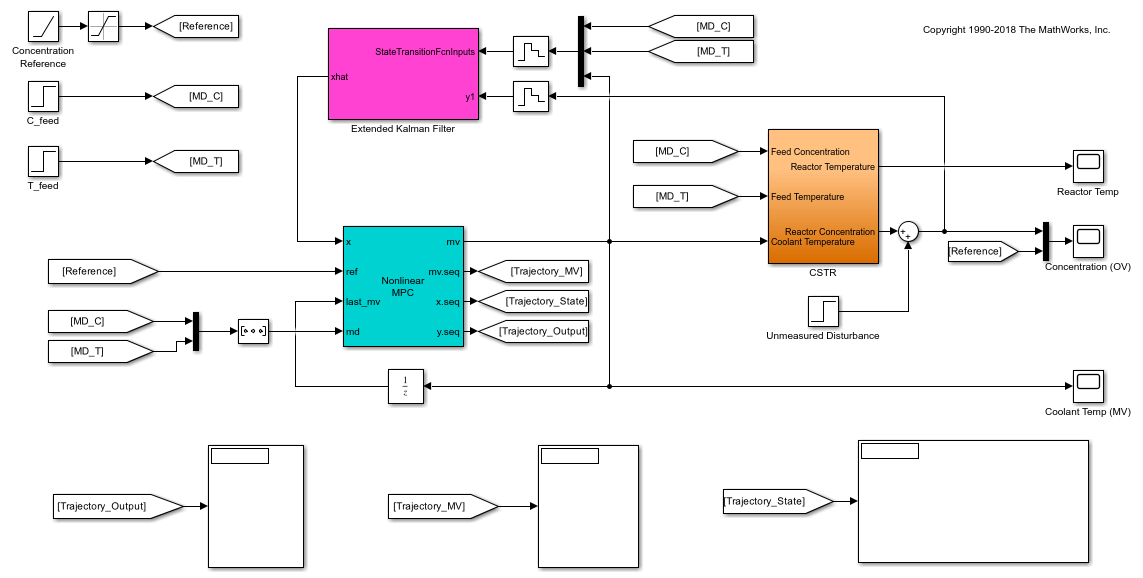 [Reference]
Concentration
Reference
[MD_C]
C_feed
[MD_T]
T_feed
StateTransitionFcnInputs
xhat
y1
Extended Kalman Filter
[MD_C]
[MD_T]
Copyright 1990-2018 The MathWorks, Inc.
[MD_C]
[MD_T]
Feed Concentration
Reactor Temperature
Feed Temperature
Reactor Concentration
Coolant Temperature
CSTR
+
+
Reactor Temp
[Reference]
Concentration (OV)
Unmeasured Disturbance
[Reference]
[MD_C]
[MD_T]
x
ref
last_mv
md
Nonlinear
MPC
mv
mv.seq
x.seq
y.seq
[Trajectory_MV]
[Trajectory_State]
[Trajectory_Output]
1
z
Coolant Temp (MV)
[Trajectory_Output]
[Trajectory_MV]
[Trajectory_State]